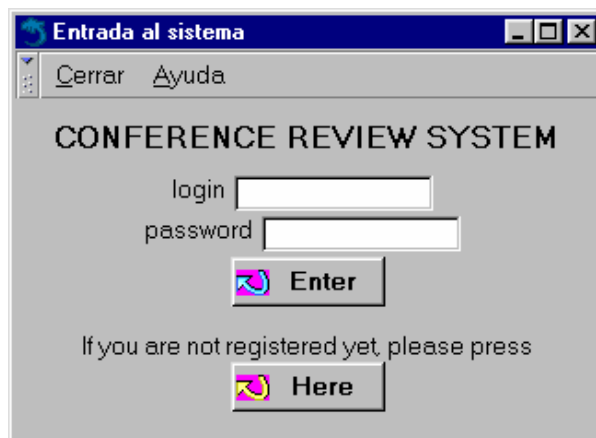 Entrada al sistema
Cerrar Ayuda
CONFERENCE REVIEW SYSTEM
login
password
Enter
If you are not registered yet, please press
Here